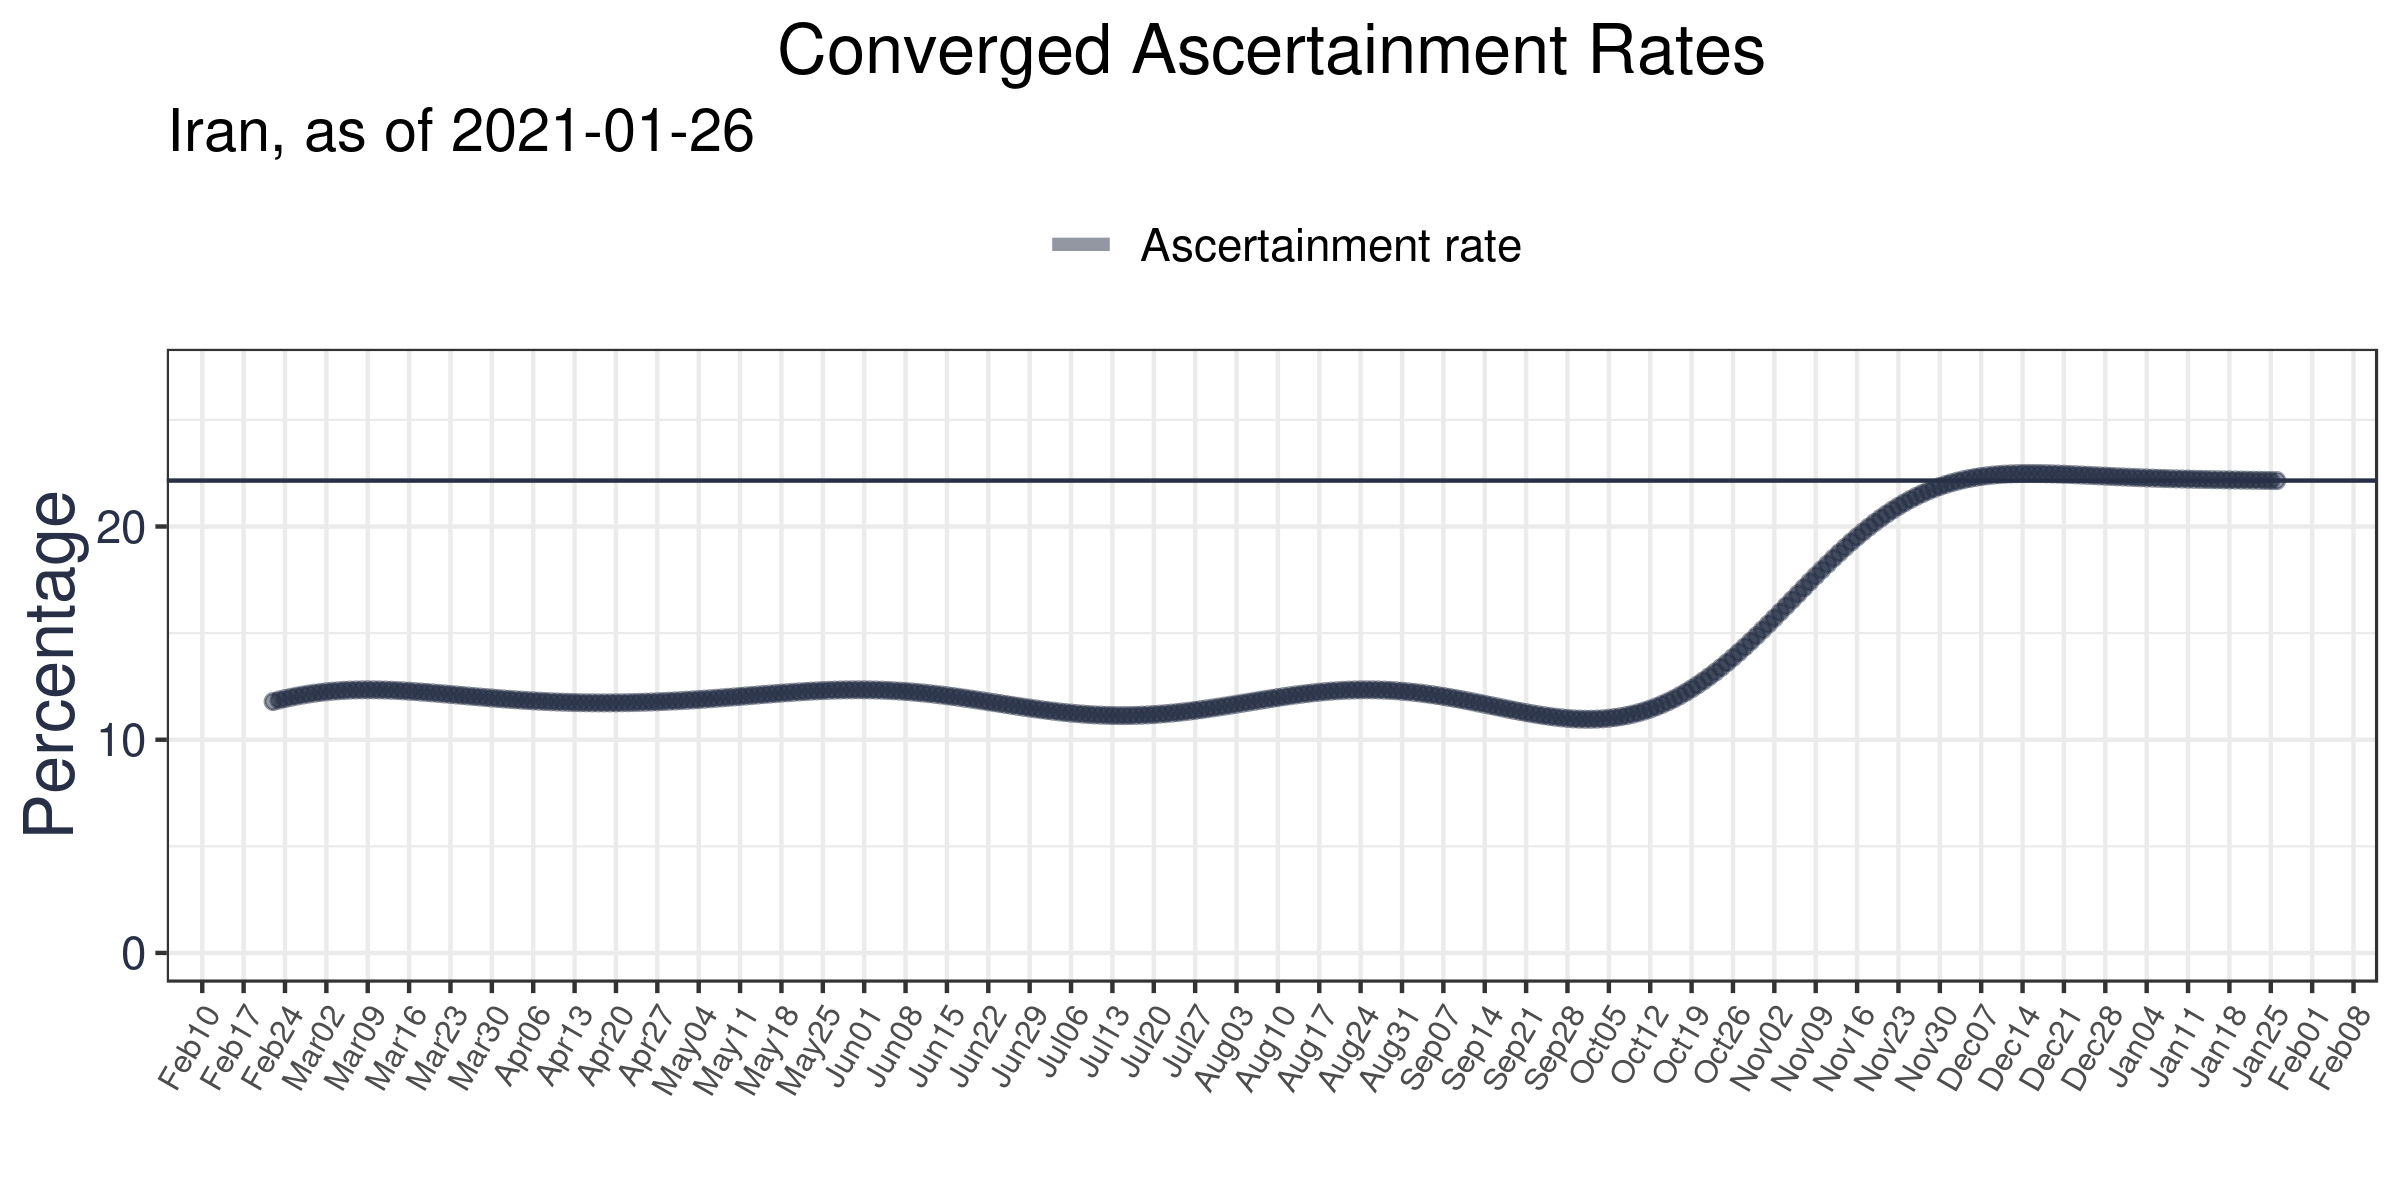 Converged Ascertainment Rates
Iran, as of 2021-01-26
Ascertainment rate
Percentage
20
10
0
Feb10 Feb17 Feb24 Mar02 Mar09 Mar16 Mar23 Mar30 Apr06 Apr13 Apr20 Apr27 May04 May11 May18 May25 Jun01 Jun08 Jun15 Jun22 Jun29 Jul06 Jul13 Jul20 Jul27 Aug03 Aug10 Aug17 Aug24 Aug31 Sep07 Sep14 Sep21 Sep28 Oct05 Oct12 Oct19 Oct26 Nov02 Nov09 Nov16 Nov23 Nov30 Dec07 Dec14 Dec21 Dec28 Jan04 Jan11 Jan18 Jan25 Feb01 Feb08